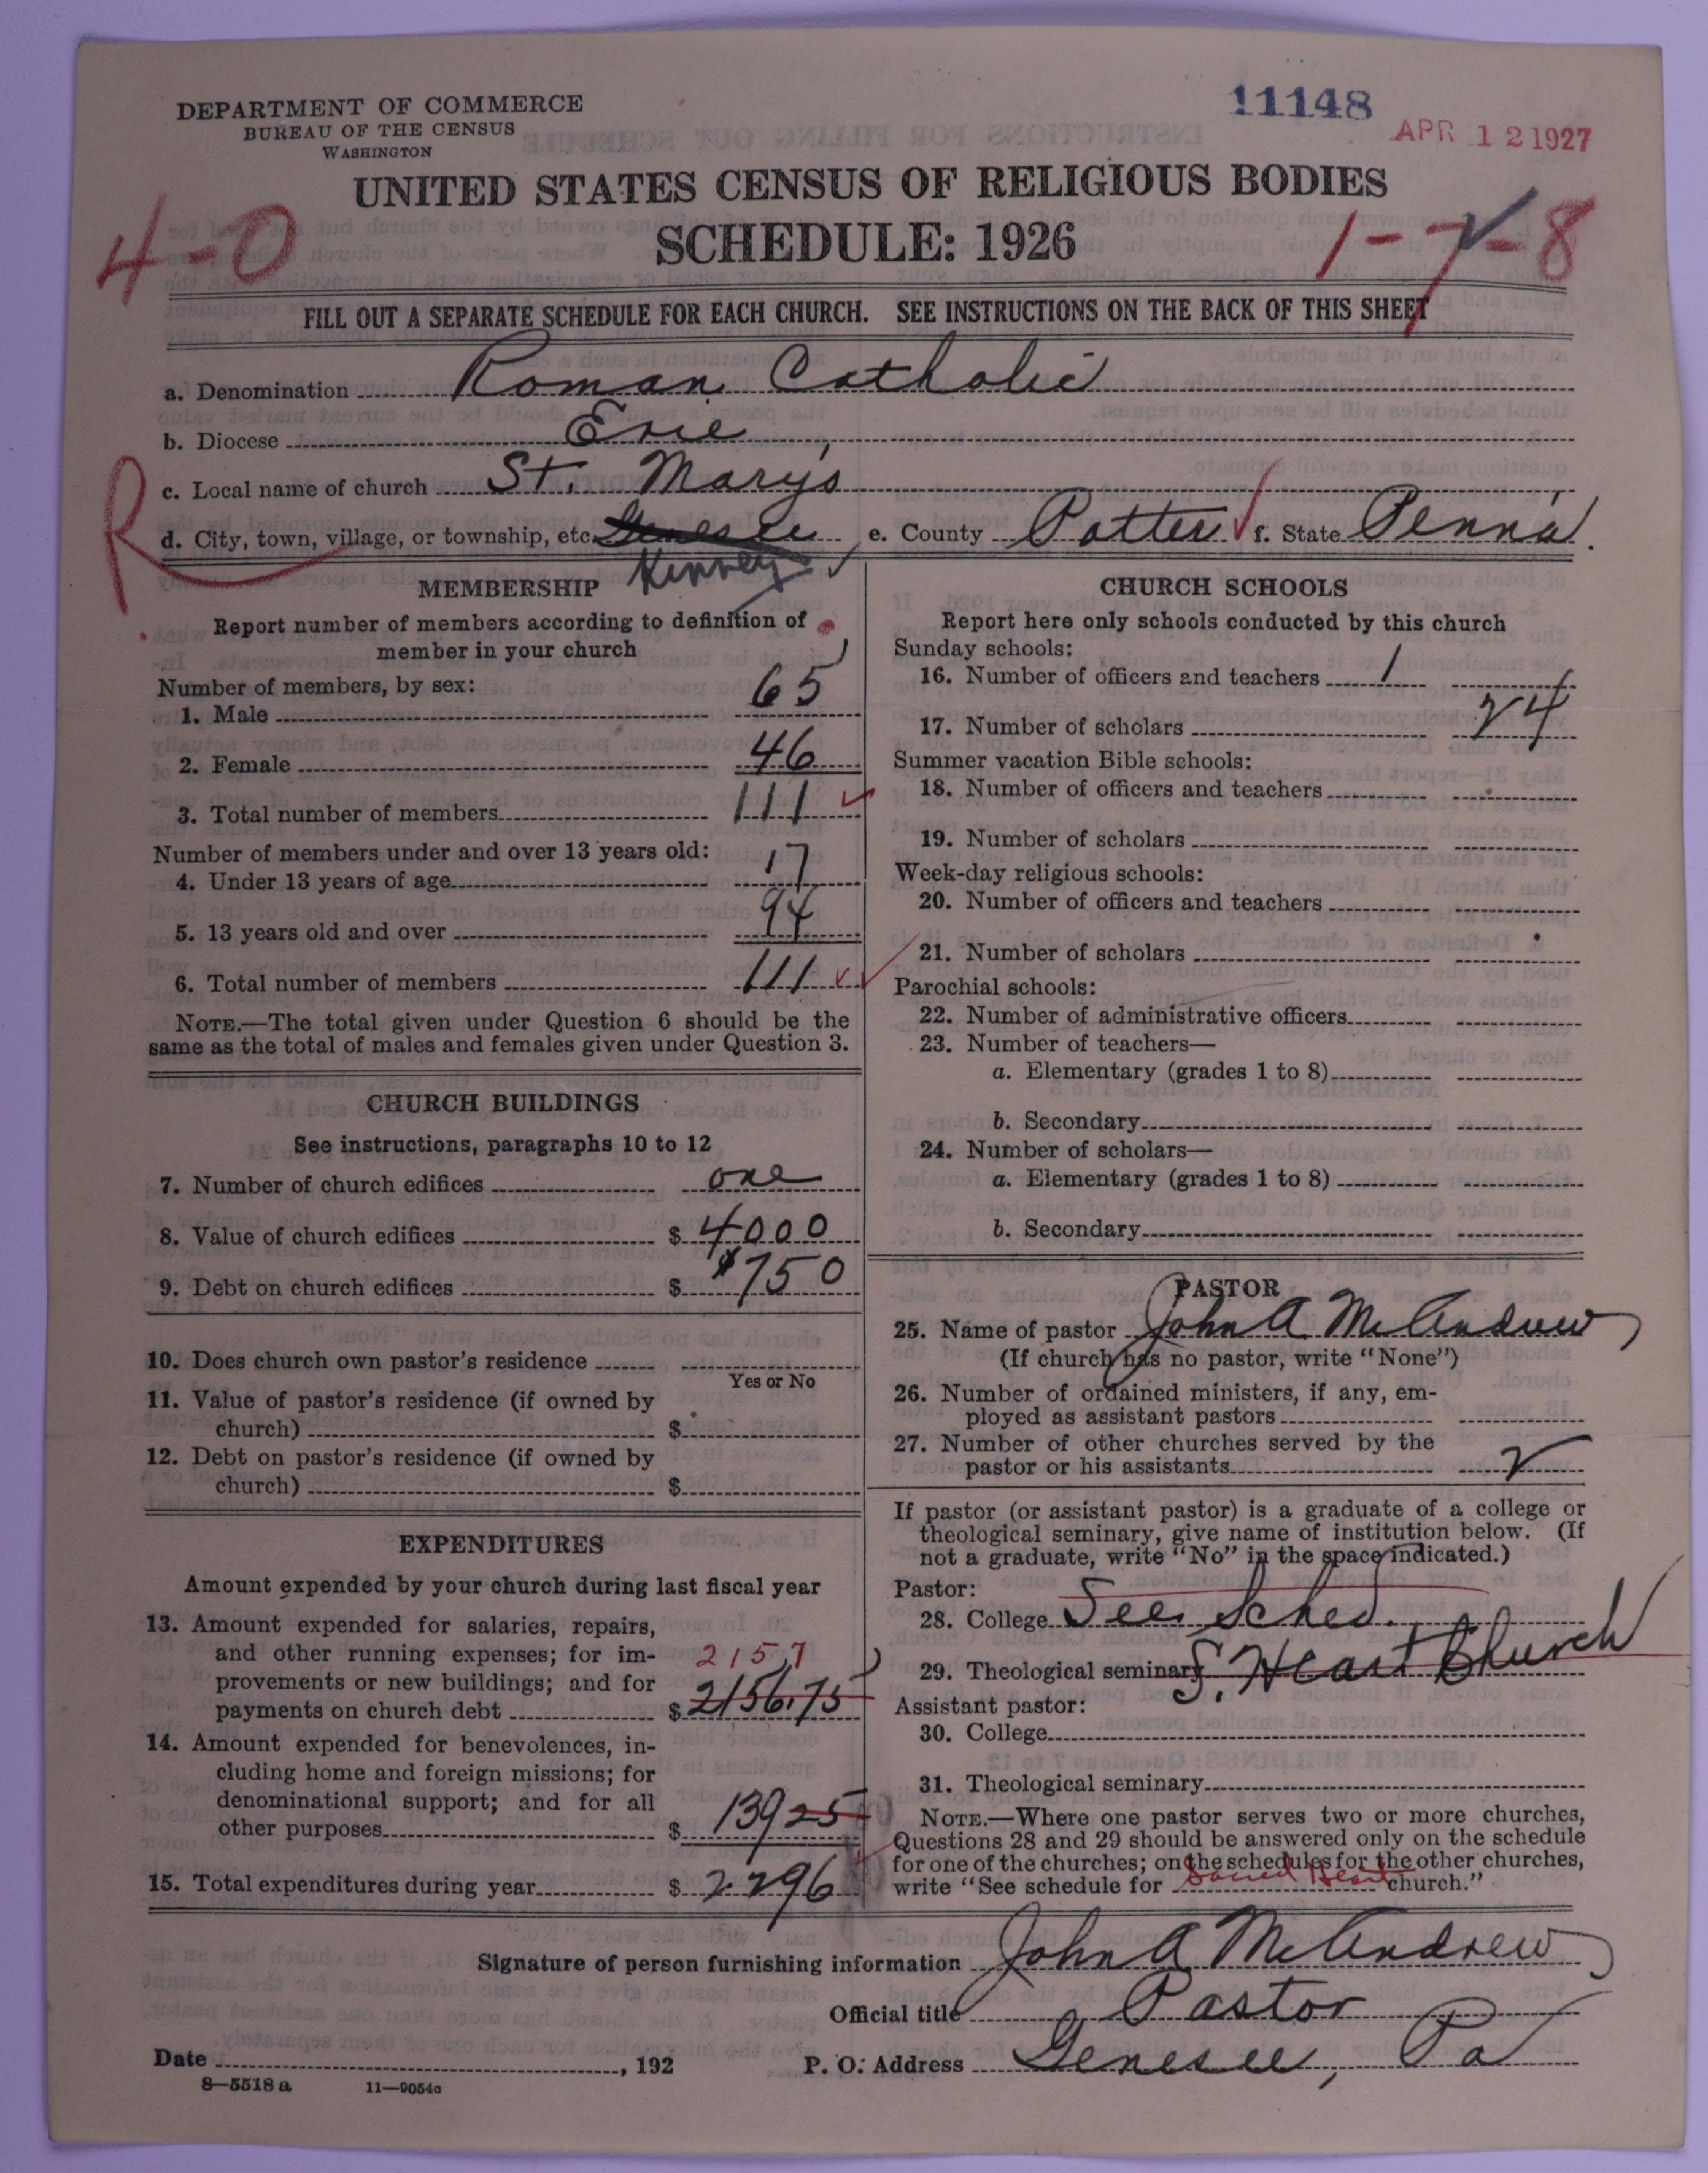 DEPARTMENT OF COMMERCE
BUREAU OF THE CENSUS
WASHINGTON
11148
APR 12 1927
UNITED STATES CENSUS OF RELIGIOUS BODIES
SCHEDULE: 1926
4-0
1-7-8
FILL OUT A SEPARATE SCHEDULE FOR EACH CHURCH. SEE INSTRUCTIONS ON THE BACK OF THIS SHEET
a. Denomination Roman Catholic
b. Diocese Erie
c. Local name of church St. Mary's
R
d. City, town, village, or township, etc. Genesee e. County Potter f. State Penna.
Kinney
MEMBERSHIP
Report number of members according to definition of
member in your church
Number of members, by sex:
1. Male 65
2. Female 46
3. Total number of members 111
Number of members under and over 13 years old:
4. Under 13 years of age 17
5. 13 years old and over 94
6. Total number of members 111
NOTE.—The total given under Question 6 should be the
same as the total of males and females given under Question 3.
CHURCH BUILDINGS
See instructions, paragraphs 10 to 12
7. Number of church edifices one
8. Value of church edifices $ 4000
9. Debt on church edifices $ $750
10. Does church own pastor's residence
Yes or No
11. Value of pastor's residence (if owned by
church) $
12. Debt on pastor's residence (if owned by
church) $
EXPENDITURES
Amount expended by your church during last fiscal year
13. Amount expended for salaries, repairs,
and other running expenses; for im- 2157
provements or new buildings; and for
payments on church debt $ 2156.75
14. Amount expended for benevolences, in-
cluding home and foreign missions; for
denominational support; and for all
other purposes $ 139 25
15. Total expenditures during year $ 2296
CHURCH SCHOOLS
Report here only schools conducted by this church
Sunday schools:
16. Number of officers and teachers 1
17. Number of scholars 24
Summer vacation Bible schools:
18. Number of officers and teachers
19. Number of scholars
Week-day religious schools:
20. Number of officers and teachers
21. Number of scholars
Parochial schools:
22. Number of administrative officers
23. Number of teachers—
a. Elementary (grades 1 to 8)
b. Secondary
24. Number of scholars—
a. Elementary (grades 1 to 8)
b. Secondary
PASTOR
25. Name of pastor John A McAndrew
(If church has no pastor, write "None")
26. Number of ordained ministers, if any, em-
ployed as assistant pastors
27. Number of other churches served by the
pastor or his assistants 2
If pastor (or assistant pastor) is a graduate of a college or
theological seminary, give name of institution below. (If
not a graduate, write "No" in the space indicated.)
Pastor:
28. College See Sched.
29. Theological seminary S. Heart Church
Assistant pastor:
30. College
31. Theological seminary
NOTE.—Where one pastor serves two or more churches,
Questions 28 and 29 should be answered only on the schedule
for one of the churches; on the schedules for the other churches,
write "See schedule for Sacred Heart church."
Signature of person furnishing information John A McAndrew
Official title Pastor
Date , 192 P. O. Address Genesee, Pa
8—5518 a 11—9054c